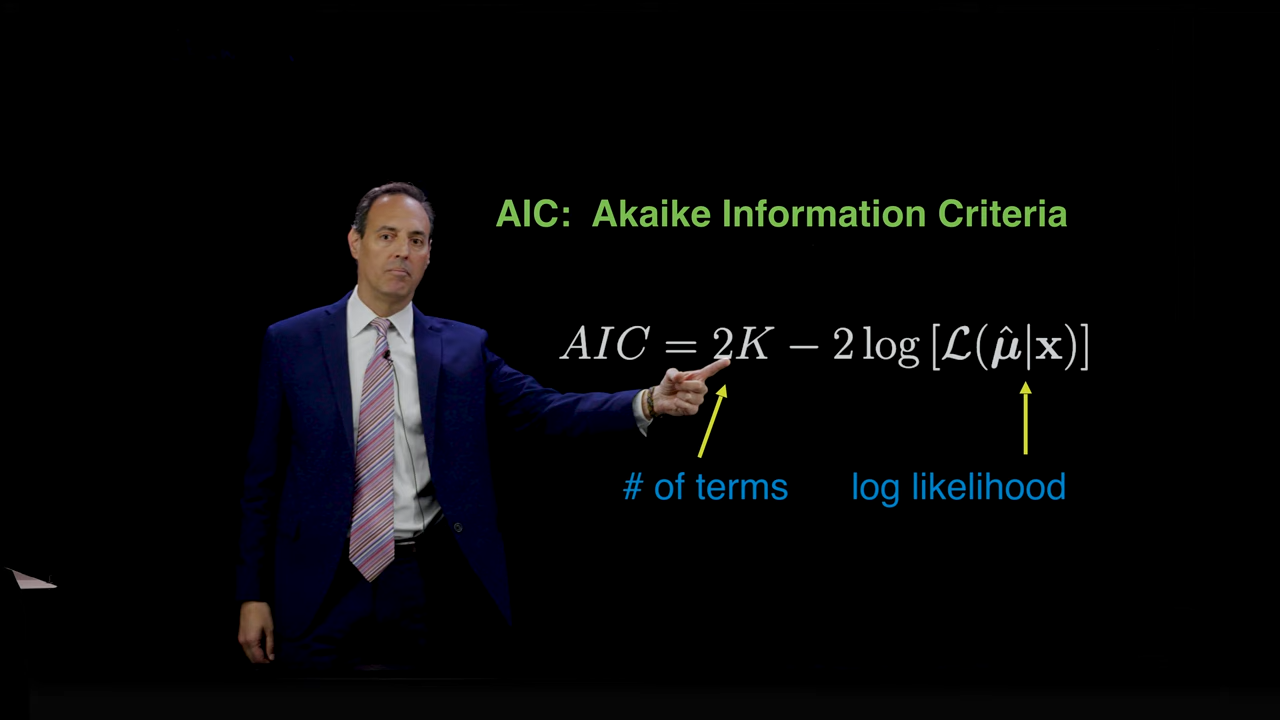 AIC: Akaike Information Criteria
AIC = 2K − 2 log [𝓛(μ̂|x)]
# of terms log likelihood